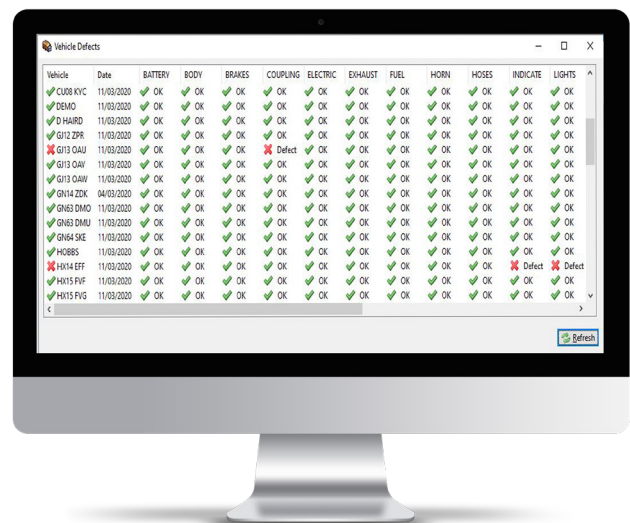 Vehicle Defects
Vehicle Date BATTERY BODY BRAKES COUPLING ELECTRIC EXHAUST FUEL HORN HOSES INDICATE LIGHTS
CU08 KYC 11/03/2020 OK OK OK OK OK OK OK OK OK OK OK
DEMO 11/03/2020 OK OK OK OK OK OK OK OK OK OK OK
D HAIRD 11/03/2020 OK OK OK OK OK OK OK OK OK OK OK
GJ12 ZPR 11/03/2020 OK OK OK OK OK OK OK OK OK OK OK
GJ13 OAU 11/03/2020 OK OK OK Defect OK OK OK OK OK OK OK
GJ13 OAV 11/03/2020 OK OK OK OK OK OK OK OK OK OK OK
GJ13 OAW 11/03/2020 OK OK OK OK OK OK OK OK OK OK OK
GN14 ZDK 04/03/2020 OK OK OK OK OK OK OK OK OK OK OK
GN63 DMO 11/03/2020 OK OK OK OK OK OK OK OK OK OK OK
GN63 DMU 11/03/2020 OK OK OK OK OK OK OK OK OK OK OK
GN64 SKE 11/03/2020 OK OK OK OK OK OK OK OK OK OK OK
HOBBS 11/03/2020 OK OK OK OK OK OK OK OK OK OK OK
HX14 EFF 11/03/2020 OK OK OK OK OK OK OK OK OK Defect Defect
HX15 FVF 11/03/2020 OK OK OK OK OK OK OK OK OK OK OK
HX15 FVG 11/03/2020 OK OK OK OK OK OK OK OK OK OK OK
Refresh